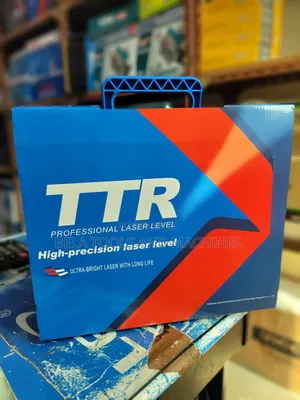 TTR
PROFESSIONAL LASER LEVEL
High-precision laser level
ULTRA-BRIGHT LASER WITH LONG LIFE